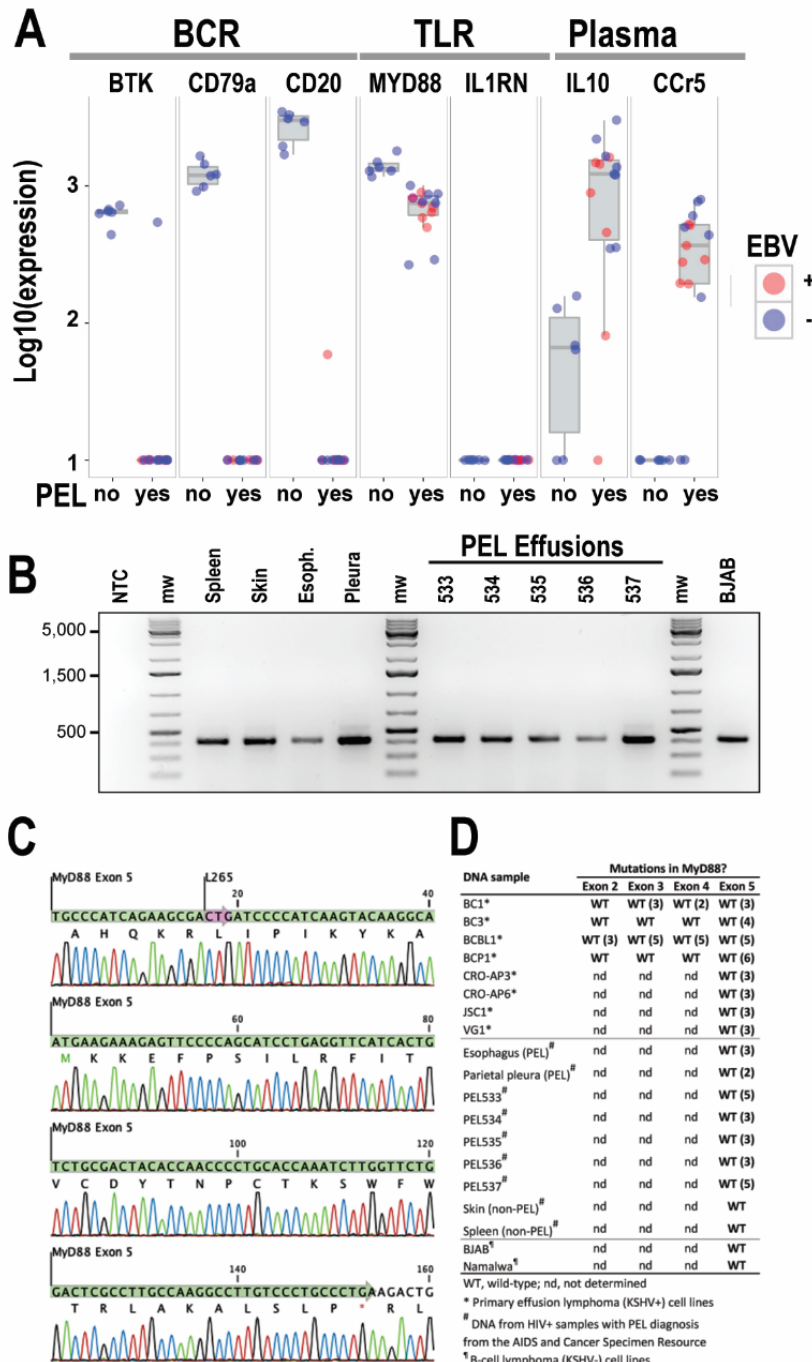 A
BCR TLR Plasma
BTK CD79a CD20 MYD88 IL1RN IL10 CCr5
Log10(expression)
3
2
1
EBV
+
-
PEL no yes no yes no yes no yes no yes no yes no yes
B
PEL Effusions
NTC mw Spleen Skin Esoph. Pleura mw 533 534 535 536 537 mw BJAB
5,000
1,500
500
C
MyD88 Exon 5 L265
20 40
TGCCCATCAGAAGCGACTGATCCCCATCAAGTACAAGGCA
A H Q K R L I P I K Y K A
MyD88 Exon 5
60 80
ATGAAGAAAGAGTTCCCCAGCATCCTGAGGTTCATCACTG
M K K E F P S I L R F I T
MyD88 Exon 5
100 120
TCTGCGACTACACCAACCCCTGCACCAAATCTTGGTTCTG
V C D Y T N P C T K S W F W
MyD88 Exon 5
140 160
GACTCGCCTTGCCAAGGCCTTGTCCCTGCCCTGAAGACTG
T R L A K A L S L P * R L
D
DNA sample Mutations in MyD88?
Exon 2 Exon 3 Exon 4 Exon 5
BC1* WT WT (3) WT (2) WT (3)
BC3* WT WT WT WT (4)
BCBL1* WT (3) WT (5) WT (5) WT (5)
BCP1* WT WT WT WT (6)
CRO-AP3* nd nd nd WT (3)
CRO-AP6* nd nd nd WT (3)
JSC1* nd nd nd WT (3)
VG1* nd nd nd WT (3)
Esophagus (PEL)# nd nd nd WT (3)
Parietal pleura (PEL)# nd nd nd WT (2)
PEL533# nd nd nd WT (5)
PEL534# nd nd nd WT (3)
PEL535# nd nd nd WT (3)
PEL536# nd nd nd WT (3)
PEL537# nd nd nd WT (5)
Skin (non-PEL)# nd nd nd WT
Spleen (non-PEL)# nd nd nd WT
BJAB¶ nd nd nd WT
Namalwa¶ nd nd nd WT
WT, wild-type; nd, not determined
* Primary effusion lymphoma (KSHV+) cell lines
# DNA from HIV+ samples with PEL diagnosis
from the AIDS and Cancer Specimen Resource
¶ B-cell lymphoma (KSHV-) cell lines